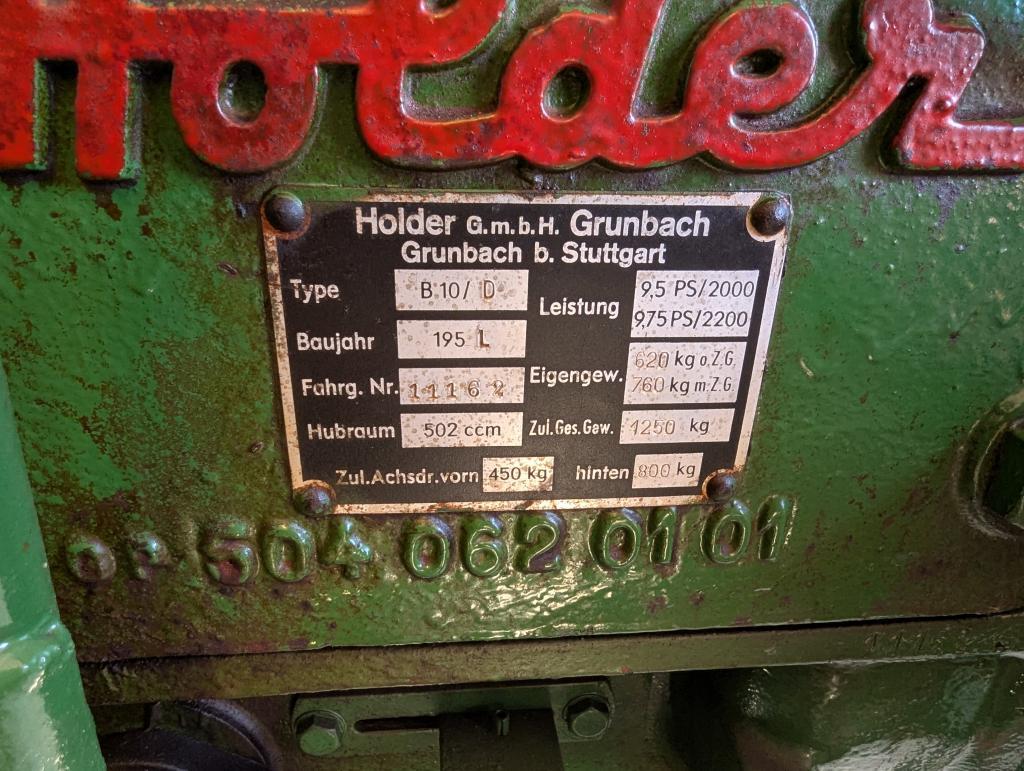 Holder
Holder G.m.b.H. Grunbach
Grunbach b. Stuttgart
Type B 10/ D
Leistung 9,5 PS/2000
9,75 PS/2200
Baujahr 195 L
Fahrg. Nr. 11162
Eigengew. 620 kg o.Z.G.
760 kg m.Z.G.
Hubraum 502 ccm Zul.Ges.Gew. 1250 kg
Zul.Achsdr.vorn 450 kg hinten 800 kg
504 062 01 01